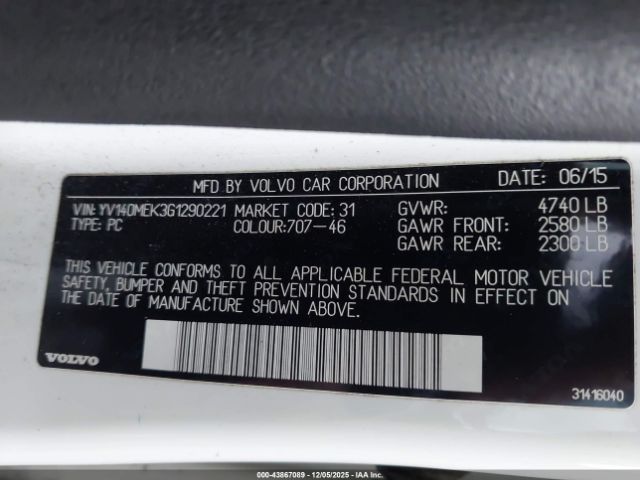 MFD BY VOLVO CAR CORPORATION DATE: 06/15
VIN: YV140MEK3G1290221 MARKET CODE: 31 GVWR: 4740 LB
TYPE: PC COLOUR:707-46 GAWR FRONT: 2580 LB
GAWR REAR: 2300 LB
THIS VEHICLE CONFORMS TO ALL APPLICABLE FEDERAL MOTOR VEHICLE
SAFETY, BUMPER AND THEFT PREVENTION STANDARDS IN EFFECT ON
THE DATE OF MANUFACTURE SHOWN ABOVE.
VOLVO
31416040
000-43867089 - 12/05/2025 - IAAI.COM